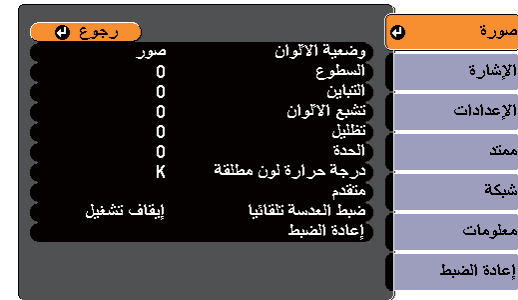 رجوع
وضعية الألوان صور
السطوع 0
التباين 0
تشبع الألوان 0
تظليل 0
الحدة 0
درجة حرارة لون مطلقة K
متقدم
ضبط العدسة تلقائيا إيقاف تشغيل
إعادة الضبط
صورة
الإشارة
الإعدادات
ممتد
شبكة
معلومات
إعادة الضبط